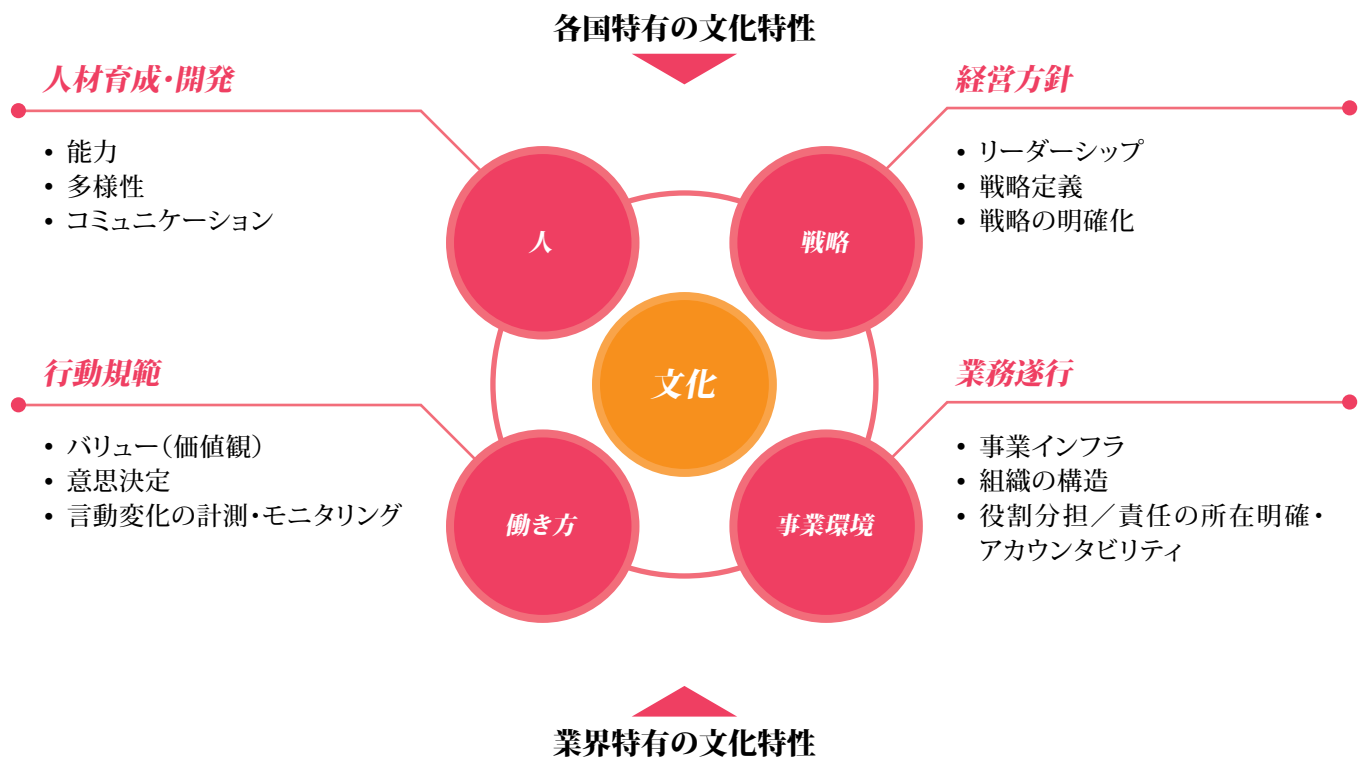 各国特有の文化特性
人材育成・開発
• 能力
• 多様性
• コミュニケーション
経営方針
• リーダーシップ
• 戦略定義
• 戦略の明確化
人
戦略
文化
行動規範
• バリュー（価値観）
• 意思決定
• 言動変化の計測・モニタリング
業務遂行
• 事業インフラ
• 組織の構造
• 役割分担／責任の所在明確・
アカウンタビリティ
働き方
事業環境
業界特有の文化特性